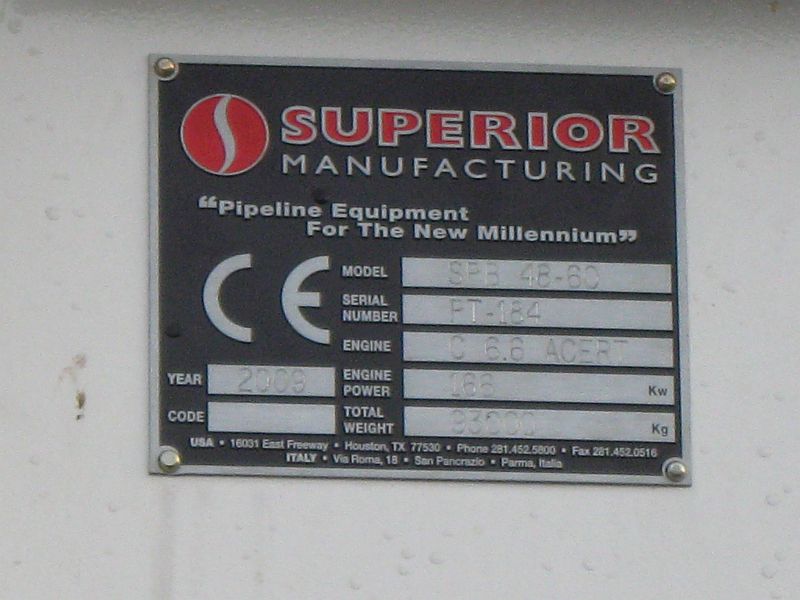 SUPERIOR
MANUFACTURING
"Pipeline Equipment
For The New Millennium"
CE
MODEL SPB 48-60
SERIAL NUMBER PT-184
ENGINE C 6.6 ACERT
YEAR 2009
ENGINE POWER 166 Kw
CODE
TOTAL WEIGHT Kg
USA • 16031 East Freeway • Houston, TX 77530 • Phone 281.452.5800 • Fax 281.452.0516
ITALY • Via Roma, 18 • San Pancrazio • Parma, Italia